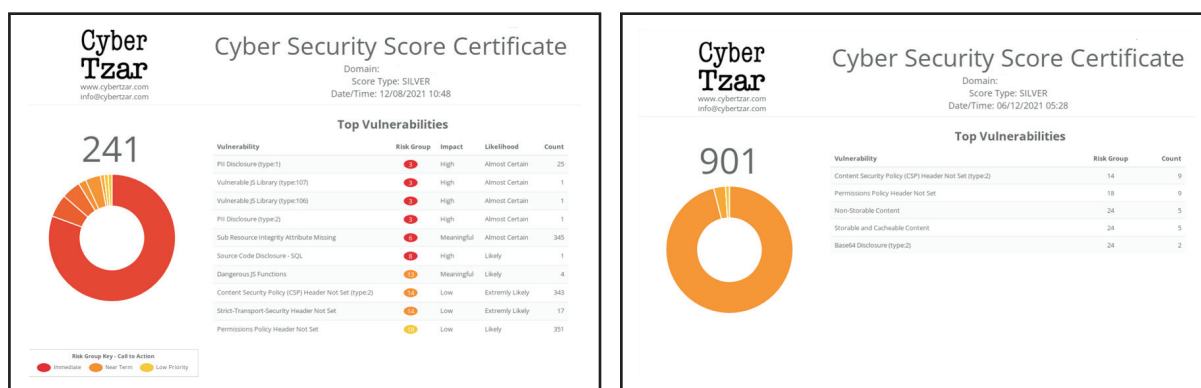 Cyber
Tzar
www.cybertzar.com
info@cybertzar.com
Cyber Security Score Certificate
Domain:
Score Type: SILVER
Date/Time: 12/08/2021 10:48
241
Top Vulnerabilities
Vulnerability Risk Group Impact Likelihood Count
PII Disclosure (type:1) 3 High Almost Certain 25
Vulnerable JS Library (type:107) 3 High Almost Certain 1
Vulnerable JS Library (type:106) 3 High Almost Certain 1
PII Disclosure (type:2) 3 High Almost Certain 1
Sub Resource Integrity Attribute Missing 6 Meaningful Almost Certain 345
Source Code Disclosure - SQL 8 High Likely 1
Dangerous JS Functions 13 Meaningful Likely 4
Content Security Policy (CSP) Header Not Set (type:2) 14 Low Extremly Likely 343
Strict-Transport-Security Header Not Set 14 Low Extremly Likely 17
Permissions Policy Header Not Set 18 Low Likely 351
Risk Group Key - Call to Action
Immediate Near Term Low Priority
Cyber
Tzar
www.cybertzar.com
info@cybertzar.com
Cyber Security Score Certificate
Domain:
Score Type: SILVER
Date/Time: 06/12/2021 05:28
901
Top Vulnerabilities
Vulnerability Risk Group Count
Content Security Policy (CSP) Header Not Set (type:2) 14 9
Permissions Policy Header Not Set 18 9
Non-Storable Content 24 5
Storable and Cacheable Content 24 5
Base64 Disclosure (type:2) 24 2